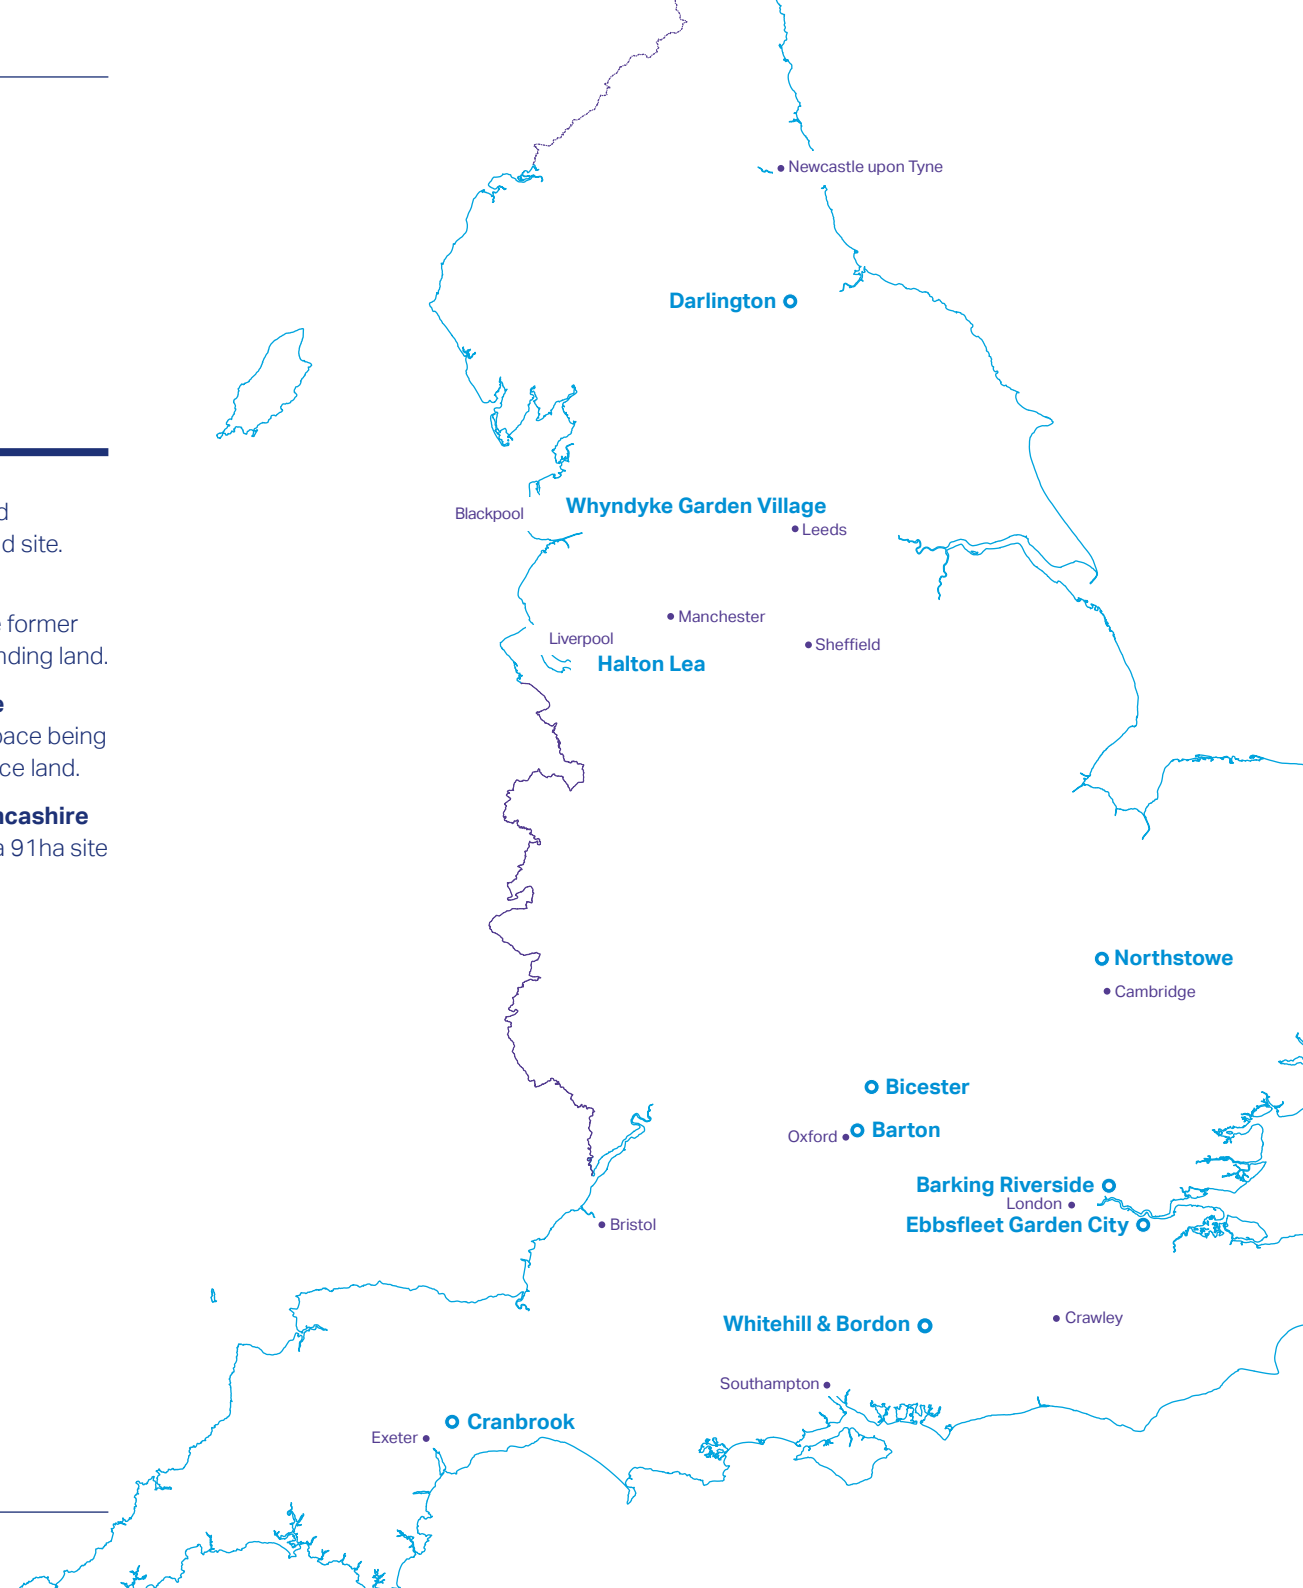 d
d site.
e former
nding land.
e
pace being
ce land.
ncashire
a 91ha site
Newcastle upon Tyne
Darlington
Whyndyke Garden Village
Blackpool
Leeds
Manchester
Liverpool
Sheffield
Halton Lea
Northstowe
Cambridge
Bicester
Oxford
Barton
Barking Riverside
London
Ebbsfleet Garden City
Bristol
Whitehill & Bordon
Crawley
Southampton
Cranbrook
Exeter